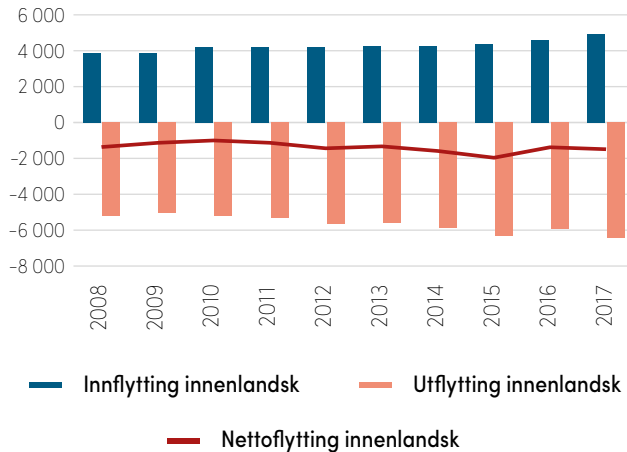 6 000
4 000
2 000
0
−2 000
−4 000
−6 000
−8 000
2008 2009 2010 2011 2012 2013 2014 2015 2016 2017
Innflytting innenlandsk Utflytting innenlandsk
Nettoflytting innenlandsk